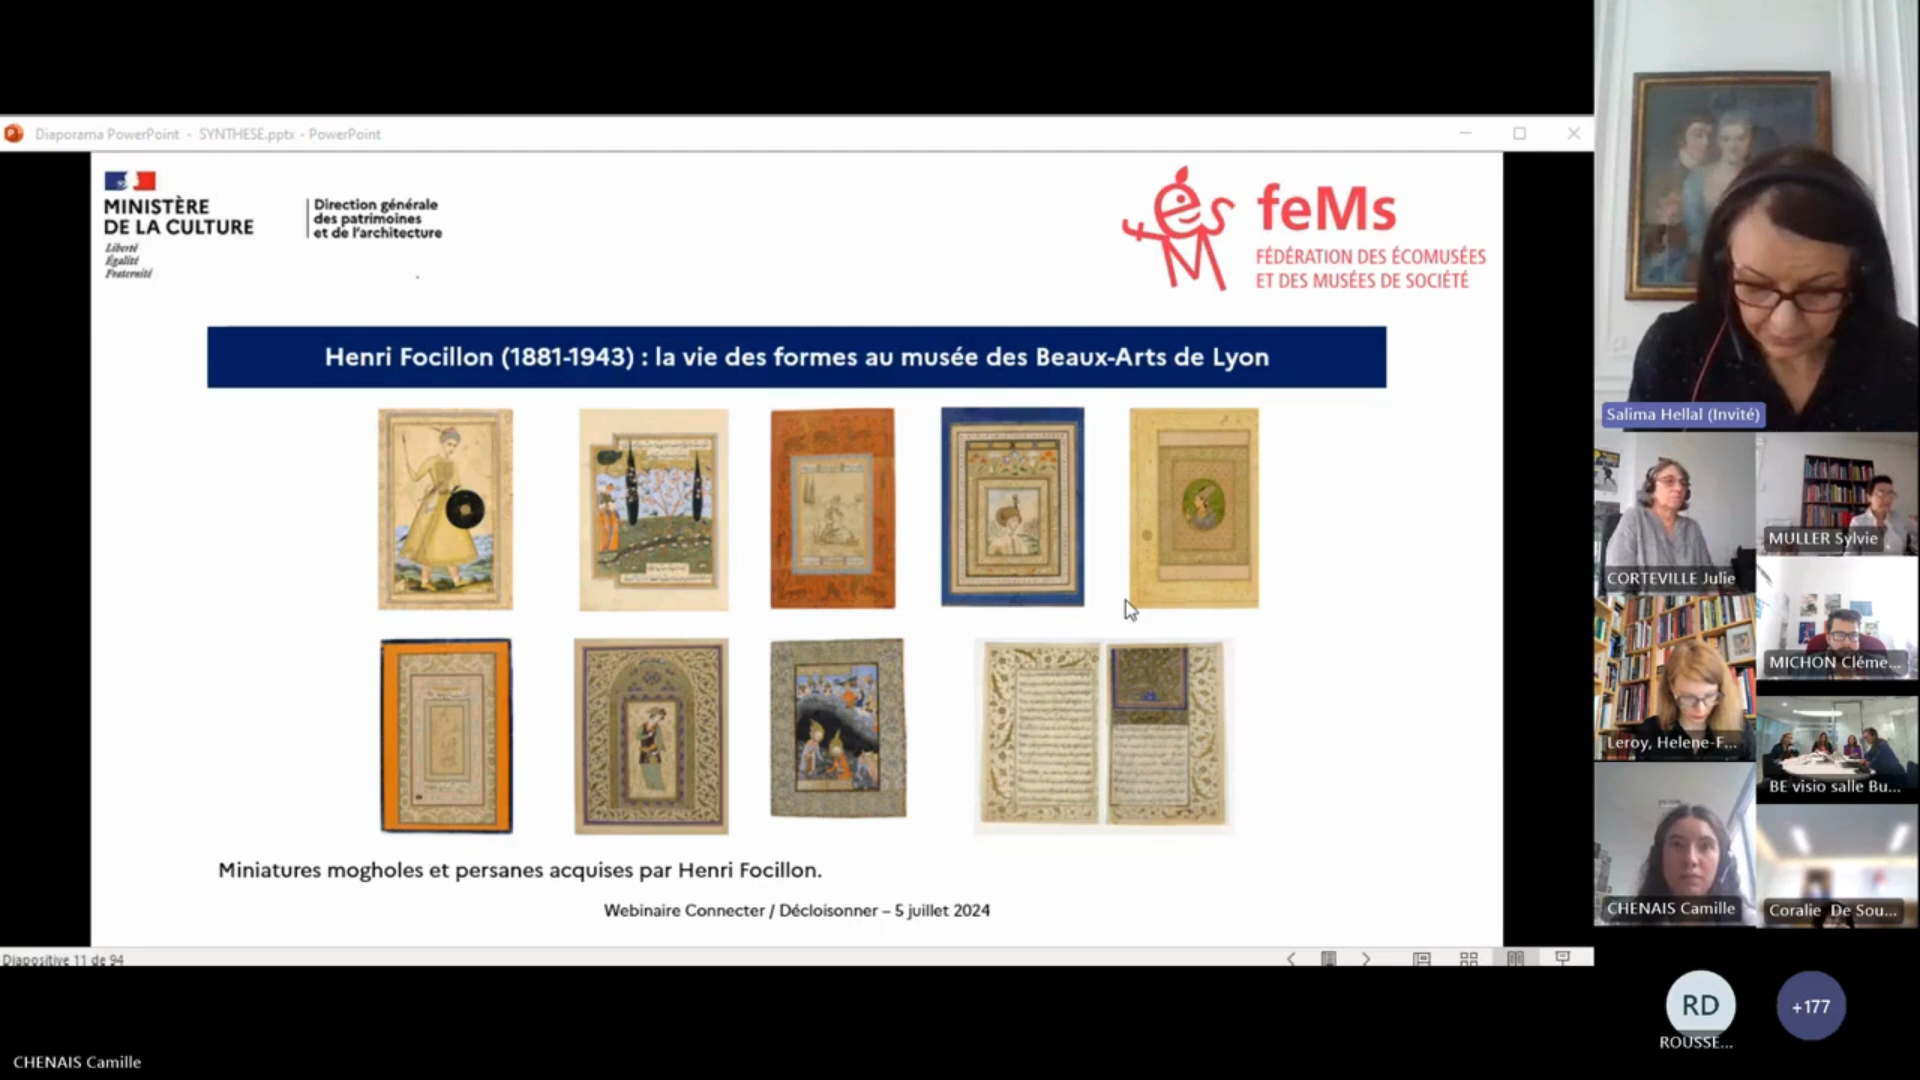 Diaporama PowerPoint - SYNTHESE.pptx - PowerPoint
MINISTÈRE
DE LA CULTURE
Liberté
Égalité
Fraternité
Direction générale
des patrimoines
et de l'architecture
feMs
FÉDÉRATION DES ÉCOMUSÉES
ET DES MUSÉES DE SOCIÉTÉ
Henri Focillon (1881-1943) : la vie des formes au musée des Beaux-Arts de Lyon
Miniatures mogholes et persanes acquises par Henri Focillon.
Webinaire Connecter / Décloisonner – 5 juillet 2024
Diapositive 11 de 94
CHENAIS Camille
Salima Hellal (Invité)
CORTEVILLE Julie
MULLER Sylvie
MICHON Cléme...
Leroy, Helene-F...
BE visio salle Bu...
CHENAIS Camille
Coralie De Sou...
RD
ROUSSE...
+177